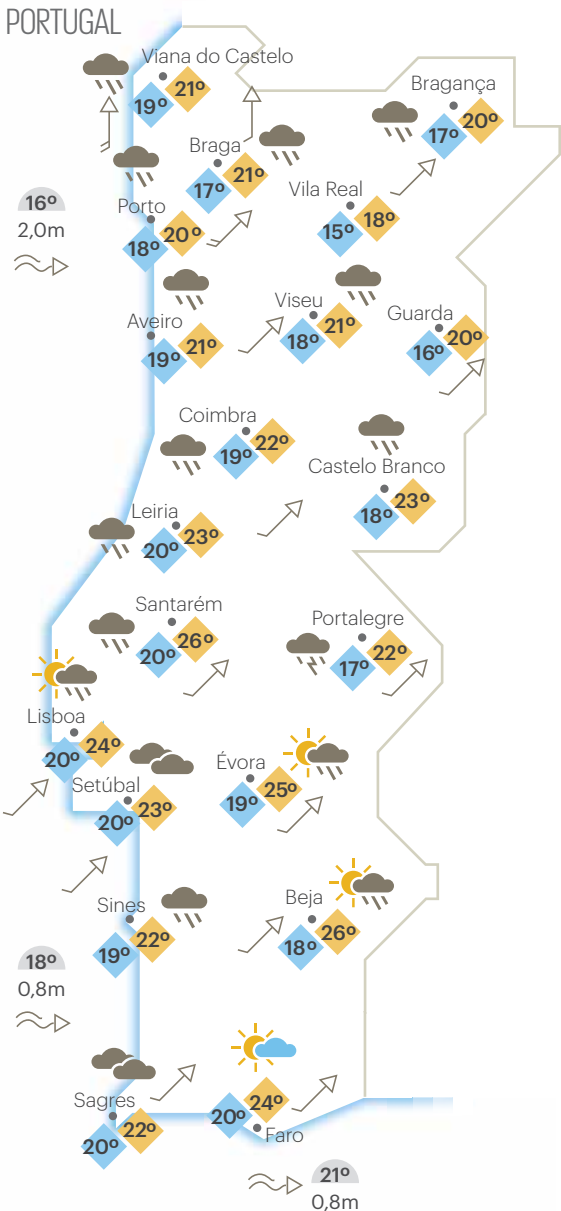 PORTUGAL
Viana do Castelo
19º 21º
Bragança
17º 20º
Braga
17º 21º
Vila Real
15º 18º
16º
2,0m
Porto
18º 20º
Viseu
18º 21º
Guarda
16º 20º
Aveiro
19º 21º
Coimbra
19º 22º
Castelo Branco
18º 23º
Leiria
20º 23º
Santarém
20º 26º
Portalegre
17º 22º
Lisboa
20º 24º
Évora
19º 25º
Setúbal
20º 23º
Sines
19º 22º
Beja
18º 26º
18º
0,8m
Sagres
20º 22º
20º 24º
Faro
21º
0,8m